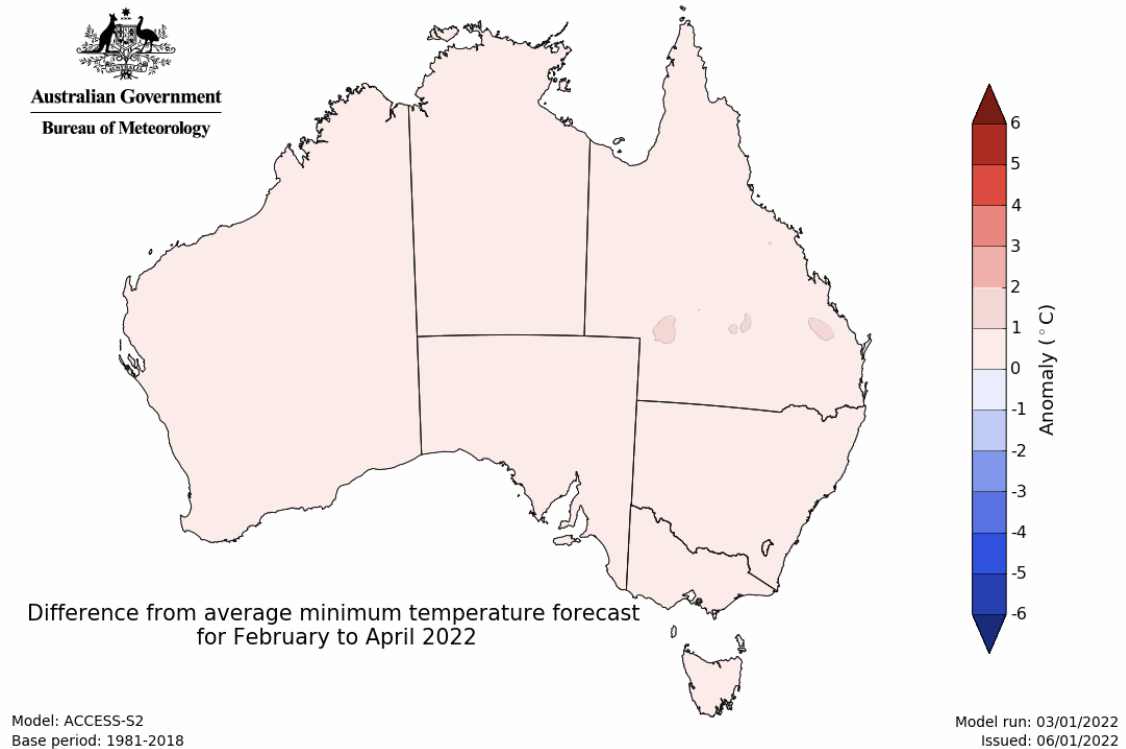 Australian Government
Bureau of Meteorology
6
5
4
3
2
1
0
-1
-2
-3
-4
-5
-6
Anomaly (°C)
Difference from average minimum temperature forecast
for February to April 2022
Model: ACCESS-S2
Base period: 1981-2018
Model run: 03/01/2022
Issued: 06/01/2022